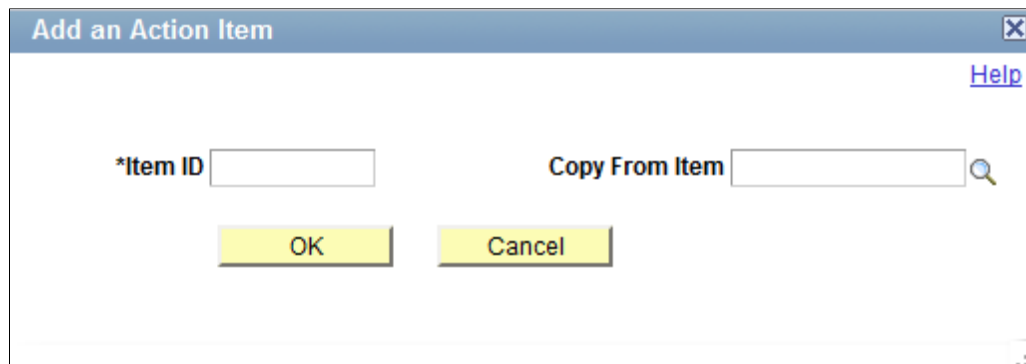 Add an Action Item
Help
*Item ID Copy From Item
OK Cancel